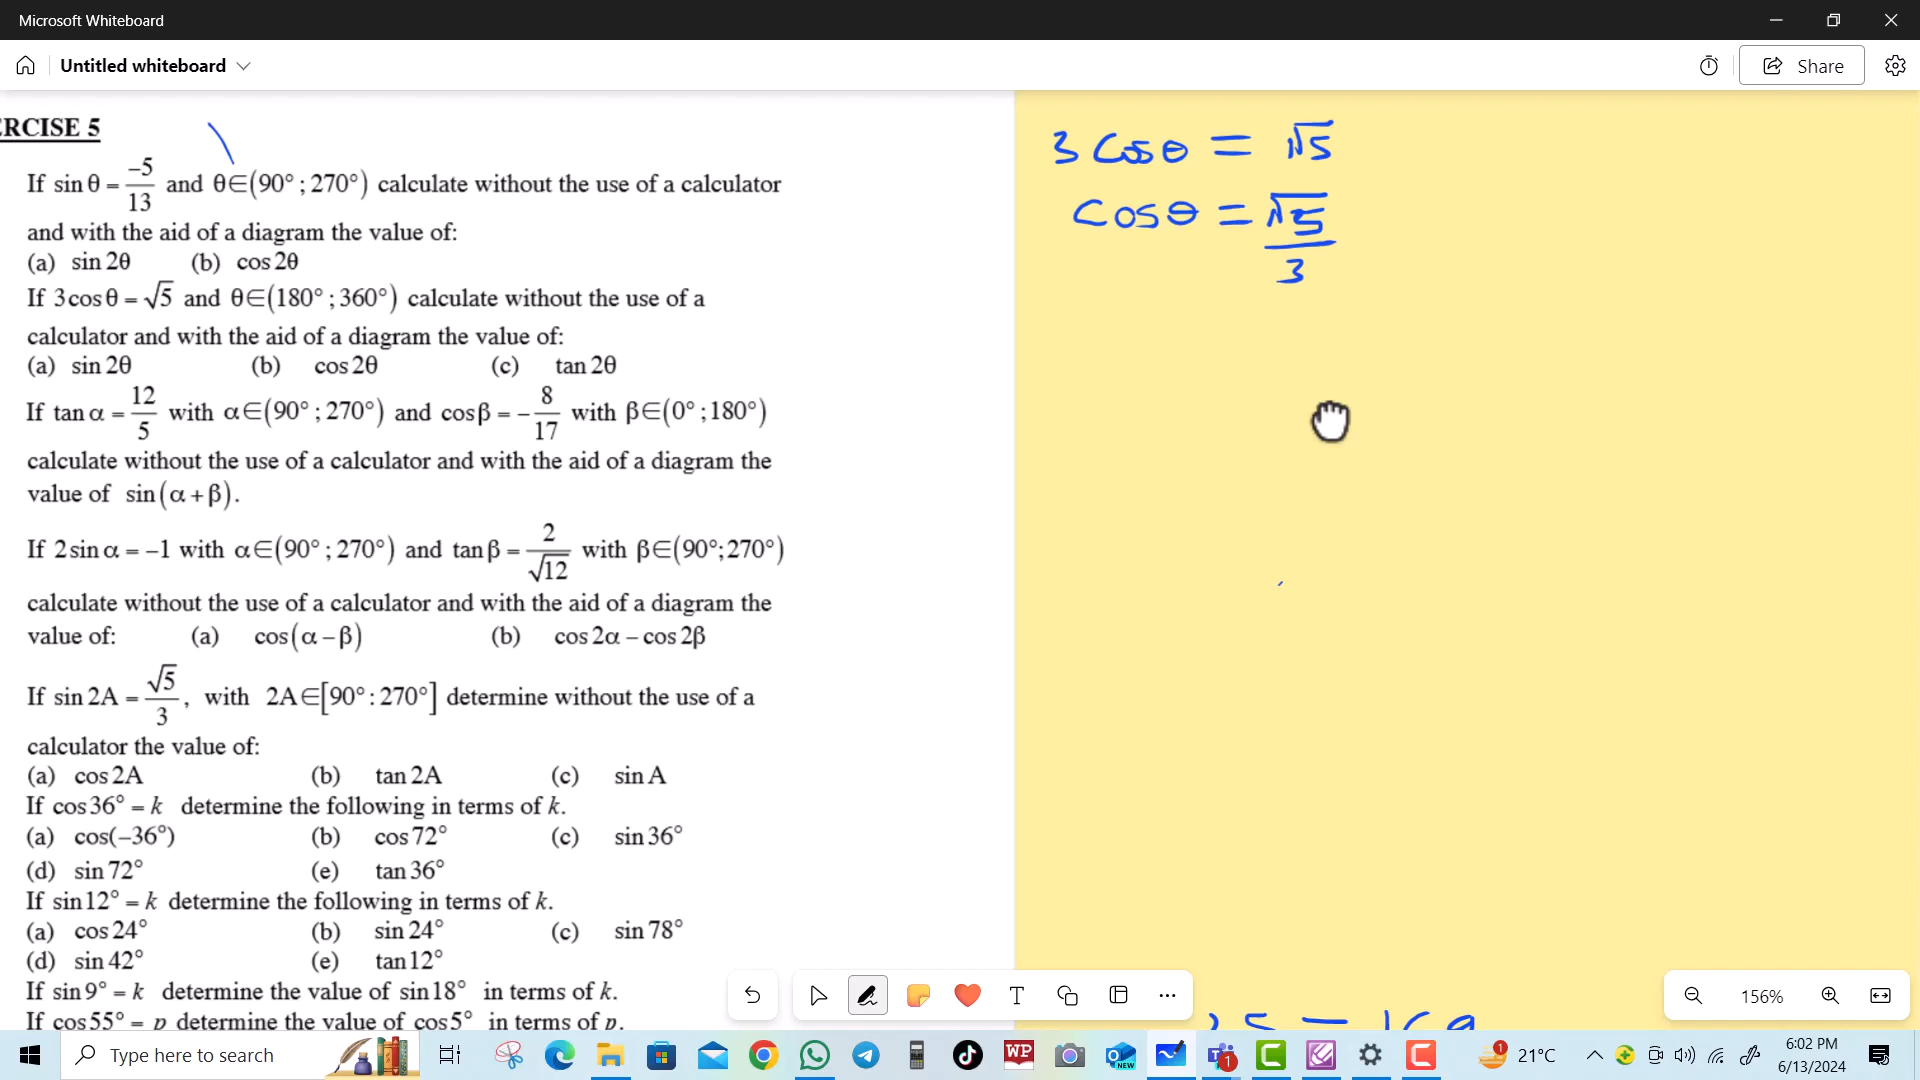 Microsoft Whiteboard
Untitled whiteboard
Share
ERCISE 5
If sin θ = -5/13 and θ∈(90° ; 270°) calculate without the use of a calculator
and with the aid of a diagram the value of:
(a) sin 2θ (b) cos 2θ
If 3cos θ = √5 and θ∈(180° ; 360°) calculate without the use of a
calculator and with the aid of a diagram the value of:
(a) sin 2θ (b) cos 2θ (c) tan 2θ
If tan α = 12/5 with α∈(90° ; 270°) and cos β = -8/17 with β∈(0° ; 180°)
calculate without the use of a calculator and with the aid of a diagram the
value of sin(α + β).
If 2sin α = –1 with α∈(90° ; 270°) and tan β = 2/√12 with β∈(90°; 270°)
calculate without the use of a calculator and with the aid of a diagram the
value of: (a) cos(α – β) (b) cos 2α – cos 2β
If sin 2A = √5/3, with 2A∈[90° : 270°] determine without the use of a
calculator the value of:
(a) cos 2A (b) tan 2A (c) sin A
If cos 36° = k determine the following in terms of k.
(a) cos(–36°) (b) cos 72° (c) sin 36°
(d) sin 72° (e) tan 36°
If sin 12° = k determine the following in terms of k.
(a) cos 24° (b) sin 24° (c) sin 78°
(d) sin 42° (e) tan 12°
If sin 9° = k determine the value of sin 18° in terms of k.
If cos 55° = p determine the value of cos 5° in terms of p.
3 Cos θ = √5
Cos θ = √5/3
25 = 169
156%
Type here to search
WP
NEW
1
1
21°C
6:02 PM
6/13/2024